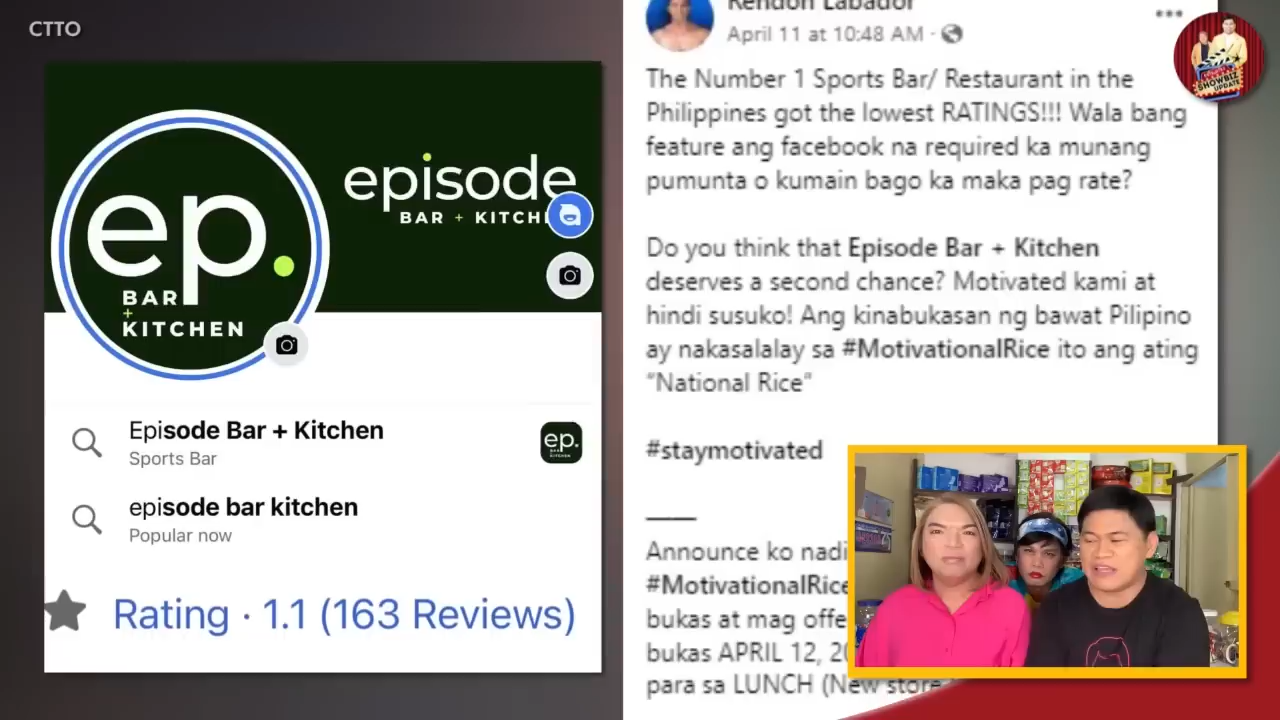 CTTO
ep.
BAR
+
KITCHEN
episode
BAR + KITCH
Episode Bar + Kitchen
Sports Bar
ep.
episode bar kitchen
Popular now
Rating · 1.1 (163 Reviews)
Rendon Labador
April 11 at 10:48 AM ·
The Number 1 Sports Bar/ Restaurant in the
Philippines got the lowest RATINGS!!! Wala bang
feature ang facebook na required ka munang
pumunta o kumain bago ka maka pag rate?
Do you think that Episode Bar + Kitchen
deserves a second chance? Motivated kami at
hindi susuko! Ang kinabukasan ng bawat Pilipino
ay nakasalalay sa #MotivationalRice ito ang ating
"National Rice"
#staymotivated
Announce ko nadi
#MotivationalRice
bukas at mag offe
bukas APRIL 12, 20
para sa LUNCH (New store
SHOWBIZ
UPDATE